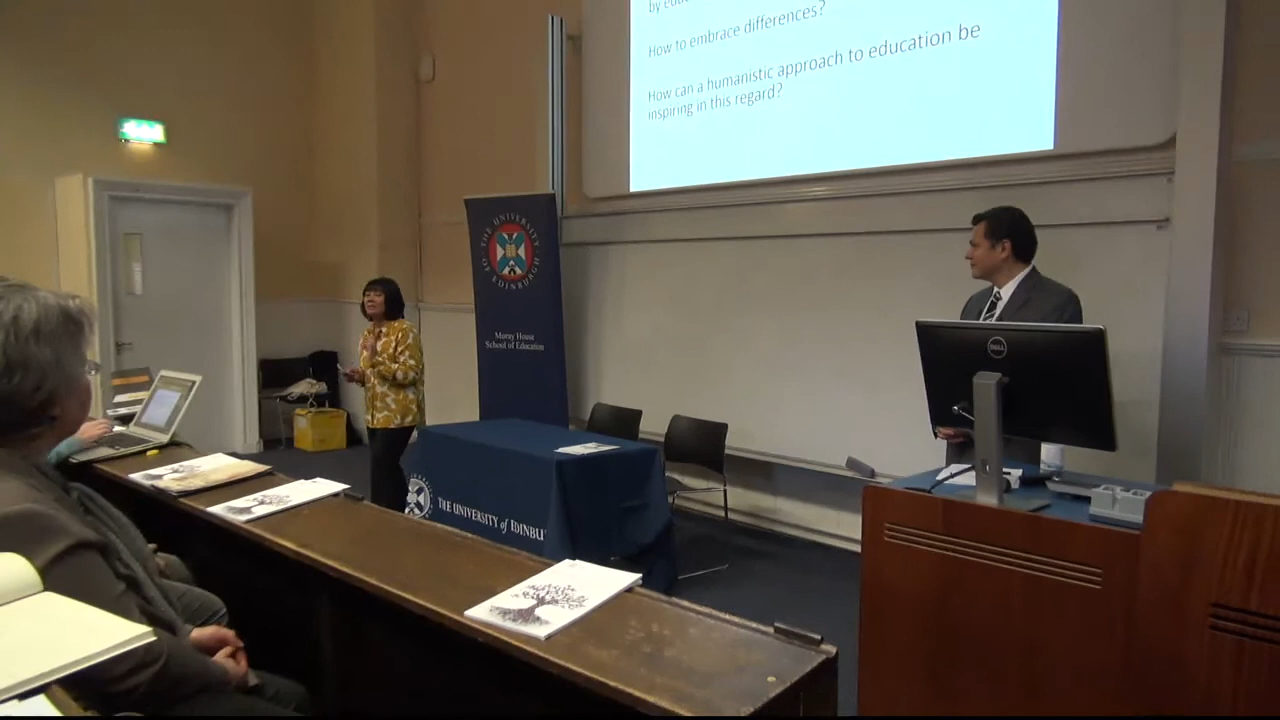 by
How to embrace differences?
How can a humanistic approach to education be
inspiring in this regard?
THE UNIVERSITY
OF EDINBURGH
Moray House
School of Education
DELL
THE UNIVERSITY of EDINBU